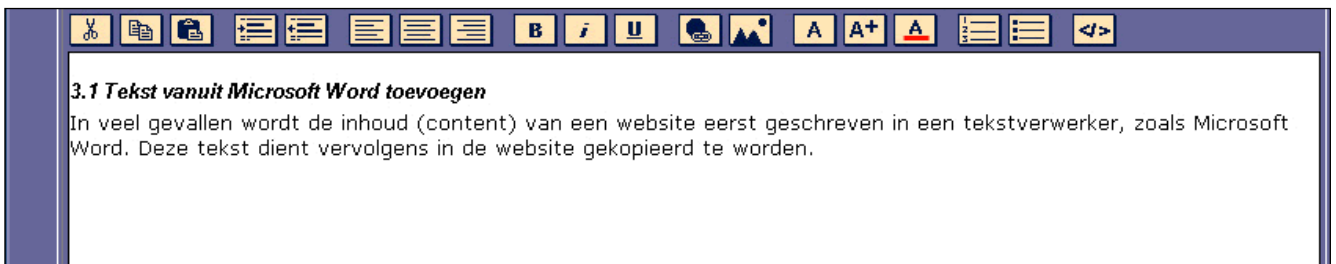 B i U A A+ A </>
3.1 Tekst vanuit Microsoft Word toevoegen
In veel gevallen wordt de inhoud (content) van een website eerst geschreven in een tekstverwerker, zoals Microsoft
Word. Deze tekst dient vervolgens in de website gekopieerd te worden.